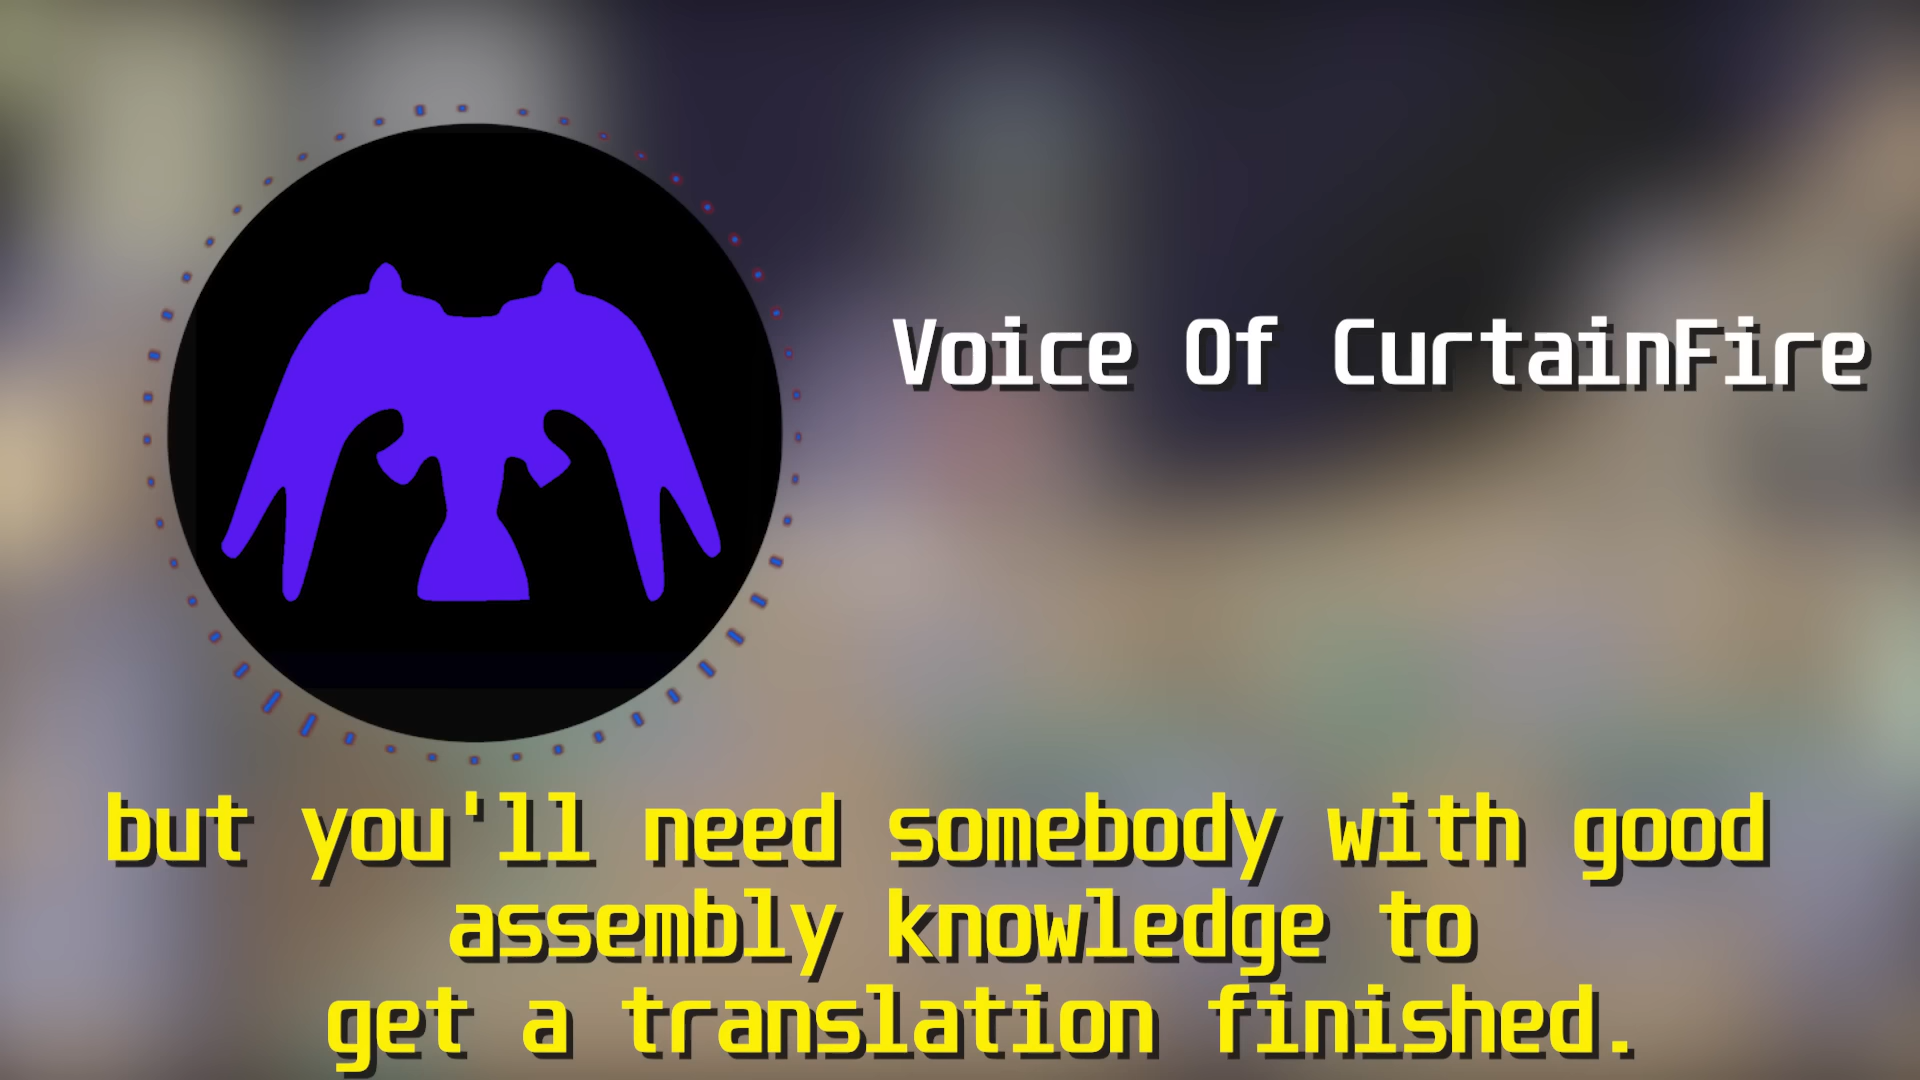 Voice Of CurtainFire
but you'll need somebody with good
assembly knowledge to
get a translation finished.